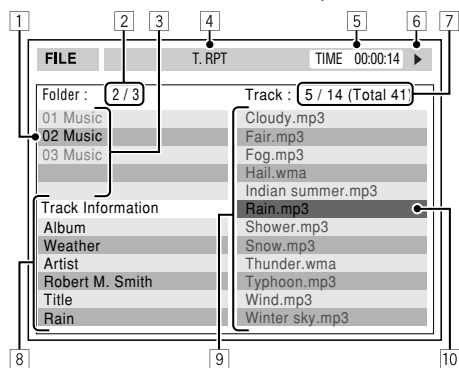 1 2 3 4 5 6 7
FILE T. RPT TIME 00:00:14
Folder : 2 / 3 Track : 5 / 14 (Total 41)
01 Music
02 Music
03 Music
Track Information
Album
Weather
Artist
Robert M. Smith
Title
Rain
Cloudy.mp3
Fair.mp3
Fog.mp3
Hail.wma
Indian summer.mp3
Rain.mp3
Shower.mp3
Snow.mp3
Thunder.wma
Typhoon.mp3
Wind.mp3
Winter sky.mp3
8 9 10